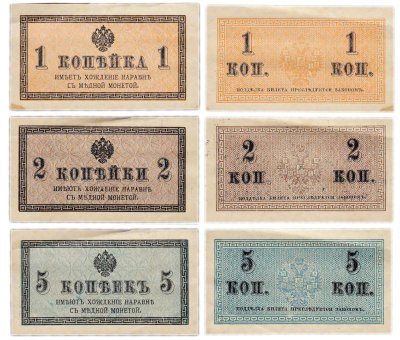 1 КОПѢЙКА 1
ИМѢЕТЪ ХОЖДЕНІЕ НАРАВНѢ
СЪ МѢДНОЙ МОНЕТОЙ.
1 1
КОП. КОП.
ПОДДѢЛКА БИЛЕТА ПРЕСЛѢДУЕТСЯ ЗАКОНОМЪ.
2 КОПѢЙКИ 2
ИМѢЮТЪ ХОЖДЕНІЕ НАРАВНѢ
СЪ МѢДНОЙ МОНЕТОЙ.
2 2
КОП. КОП.
ПОДДѢЛКА БИЛЕТА ПРЕСЛѢДУЕТСЯ ЗАКОНОМЪ.
5 КОПѢЕКЪ 5
ИМѢЮТЪ ХОЖДЕНІЕ НАРАВНѢ
СЪ МѢДНОЙ МОНЕТОЙ.
5 5
КОП. КОП.
ПОДДѢЛКА БИЛЕТА ПРЕСЛѢДУЕТСЯ ЗАКОНОМЪ.